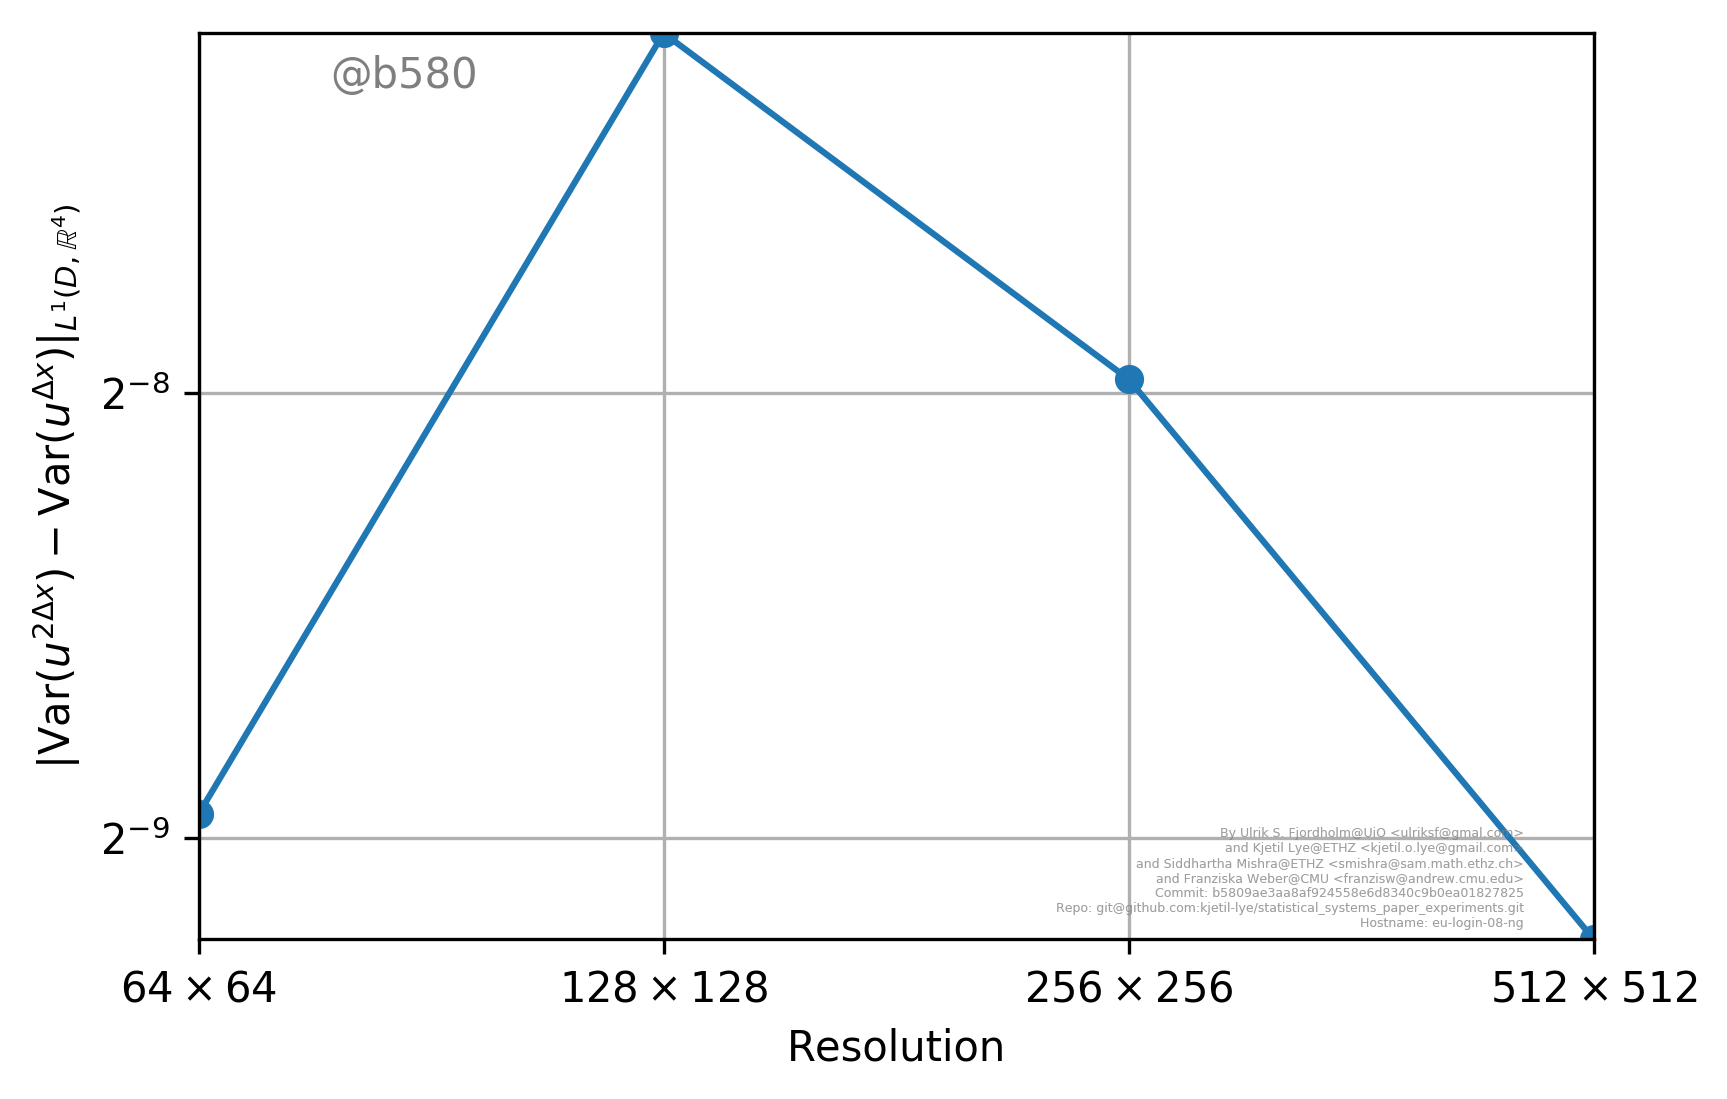 @b580
|Var(u^{2Δx}) − Var(u^{Δx})|_{L^1(D, ℝ^4)}
2^{−8}
2^{−9}
By Ulrik S. Fjordholm@UiO <ulriksf@gmal.com>
and Kjetil Lye@ETHZ <kjetil.o.lye@gmail.com>
and Siddhartha Mishra@ETHZ <smishra@sam.math.ethz.ch>
and Franziska Weber@CMU <franzisw@andrew.cmu.edu>
Commit: b5809ae3aa8af924558e6d8340c9b0ea01827825
Repo: git@github.com:kjetil-lye/statistical_systems_paper_experiments.git
Hostname: eu-login-08-ng
64 × 64 128 × 128 256 × 256 512 × 512
Resolution